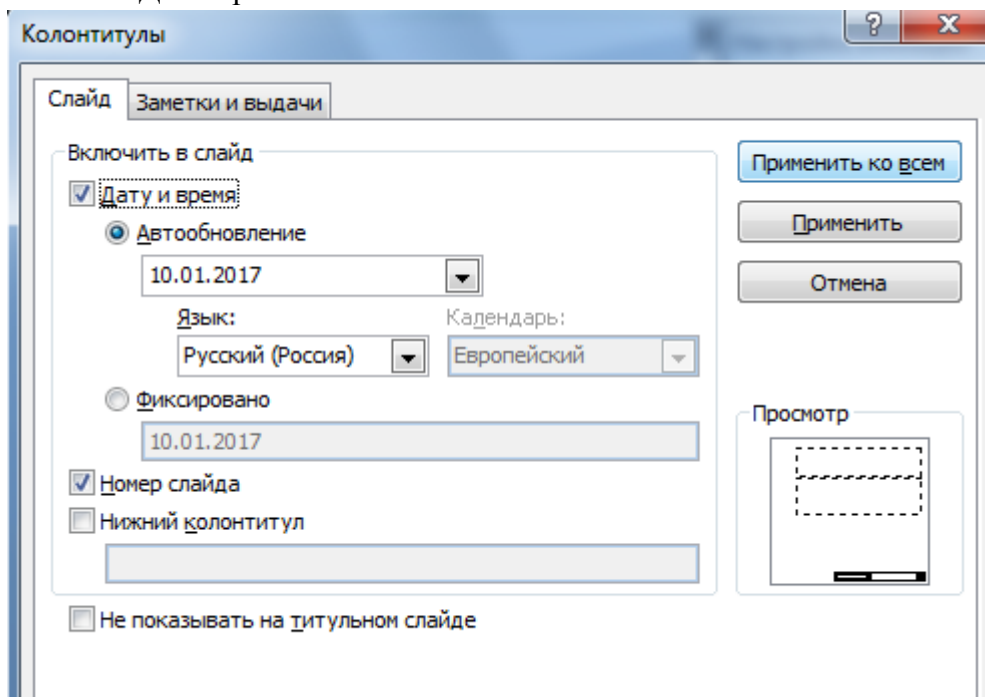 Колонтитулы
Слайд Заметки и выдачи
Включить в слайд
Дату и время
Автообновление
10.01.2017
Язык: Календарь:
Русский (Россия) Европейский
Фиксировано
10.01.2017
Номер слайда
Нижний колонтитул
Не показывать на титульном слайде
Применить ко всем
Применить
Отмена
Просмотр